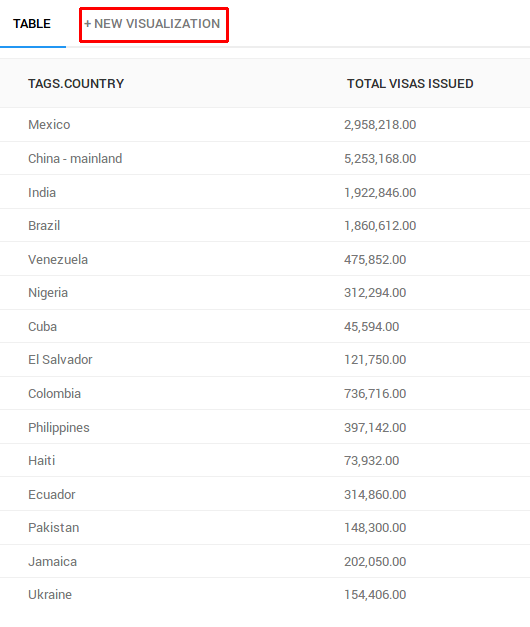 TABLE + NEW VISUALIZATION
TAGS.COUNTRY TOTAL VISAS ISSUED
Mexico 2,958,218.00
China - mainland 5,253,168.00
India 1,922,846.00
Brazil 1,860,612.00
Venezuela 475,852.00
Nigeria 312,294.00
Cuba 45,594.00
El Salvador 121,750.00
Colombia 736,716.00
Philippines 397,142.00
Haiti 73,932.00
Ecuador 314,860.00
Pakistan 148,300.00
Jamaica 202,050.00
Ukraine 154,406.00